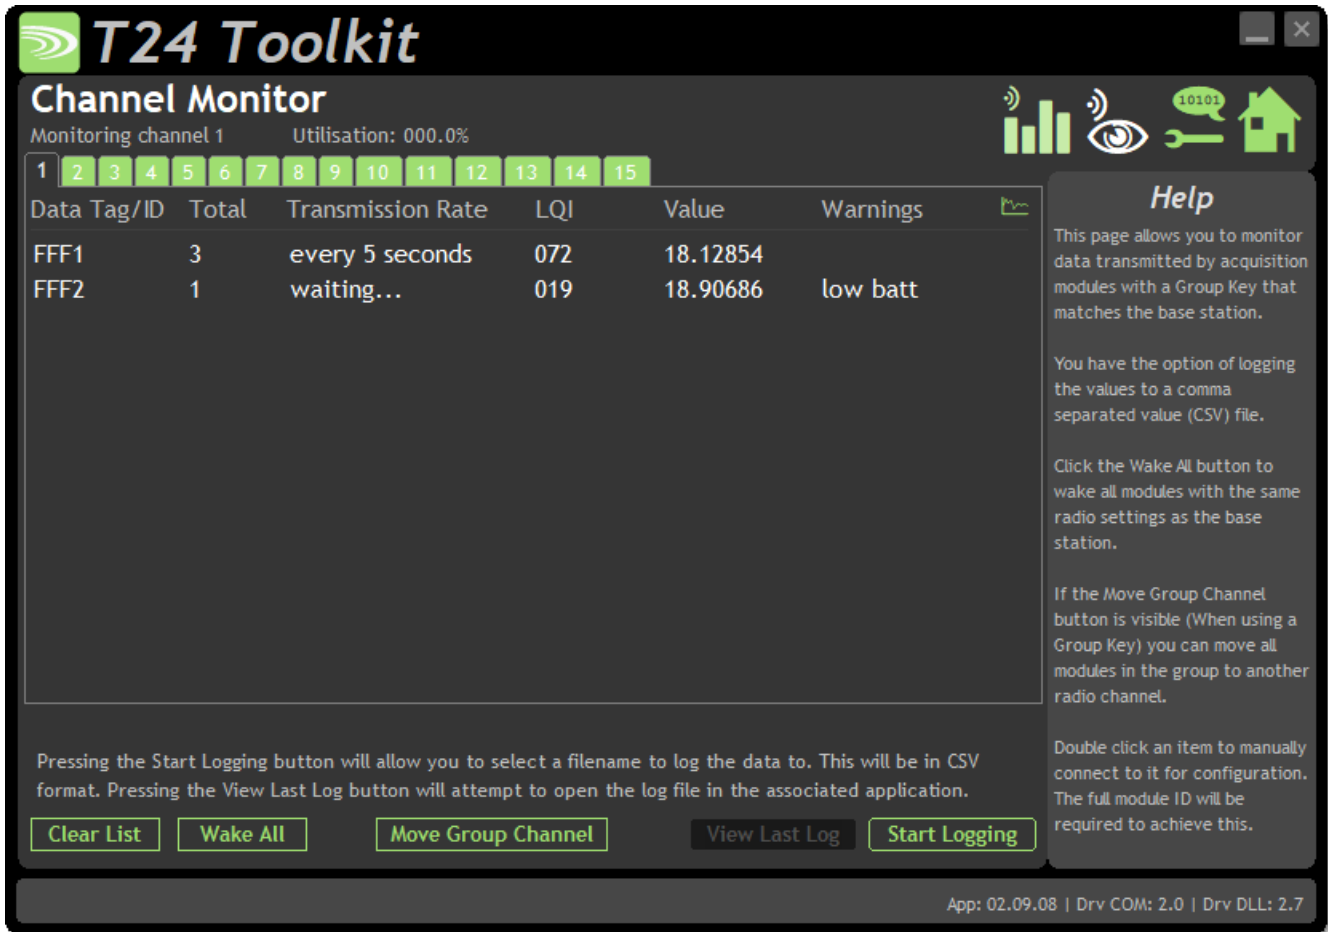 T24 Toolkit
Channel Monitor
Monitoring channel 1 Utilisation: 000.0%
10101
1 2 3 4 5 6 7 8 9 10 11 12 13 14 15
Data Tag/ID Total Transmission Rate LQI Value Warnings
FFF1 3 every 5 seconds 072 18.12854
FFF2 1 waiting... 019 18.90686 low batt
Pressing the Start Logging button will allow you to select a filename to log the data to. This will be in CSV
format. Pressing the View Last Log button will attempt to open the log file in the associated application.
Clear List Wake All Move Group Channel View Last Log Start Logging
Help
This page allows you to monitor
data transmitted by acquisition
modules with a Group Key that
matches the base station.
You have the option of logging
the values to a comma
separated value (CSV) file.
Click the Wake All button to
wake all modules with the same
radio settings as the base
station.
If the Move Group Channel
button is visible (When using a
Group Key) you can move all
modules in the group to another
radio channel.
Double click an item to manually
connect to it for configuration.
The full module ID will be
required to achieve this.
App: 02.09.08 | Drv COM: 2.0 | Drv DLL: 2.7